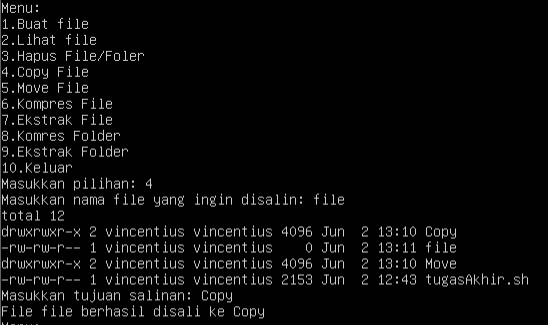 Menu:
1.Buat file
2.Lihat file
3.Hapus File/Foler
4.Copy File
5.Move File
6.Kompres File
7.Ekstrak File
8.Komres Folder
9.Ekstrak Folder
10.Keluar
Masukkan pilihan: 4
Masukkan nama file yang ingin disalin: file
total 12
drwxrwxr-x 2 vincentius vincentius 4096 Jun  2 13:10 Copy
-rw-rw-r-- 1 vincentius vincentius    0 Jun  2 13:11 file
drwxrwxr-x 2 vincentius vincentius 4096 Jun  2 13:10 Move
-rw-rw-r-- 1 vincentius vincentius 2153 Jun  2 12:43 tugasAkhir.sh
Masukkan tujuan salinan: Copy
File file berhasil disali ke Copy
Menu: